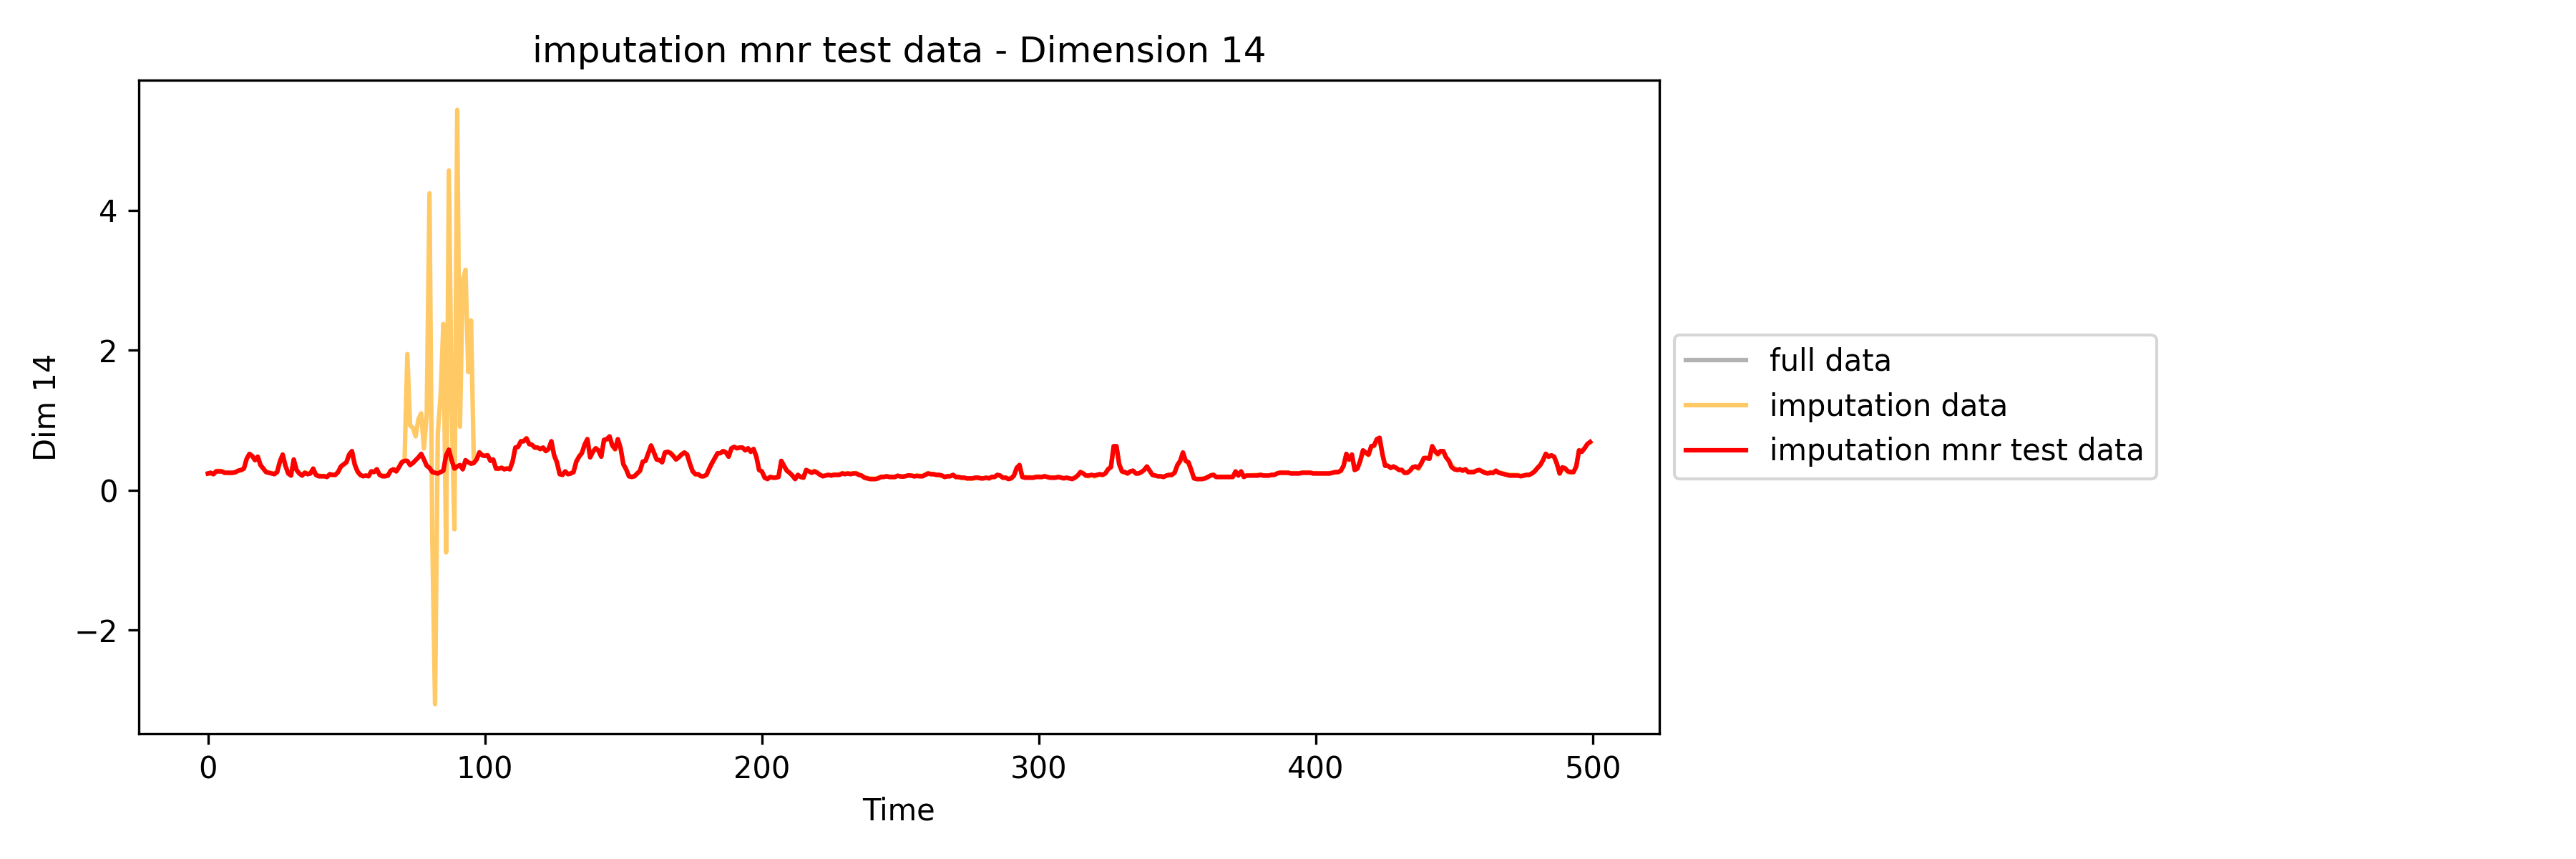 imputation mnr test data - Dimension 14
4
2
0
−2
Dim 14
0
100
200
300
400
500
Time
full data
imputation data
imputation mnr test data